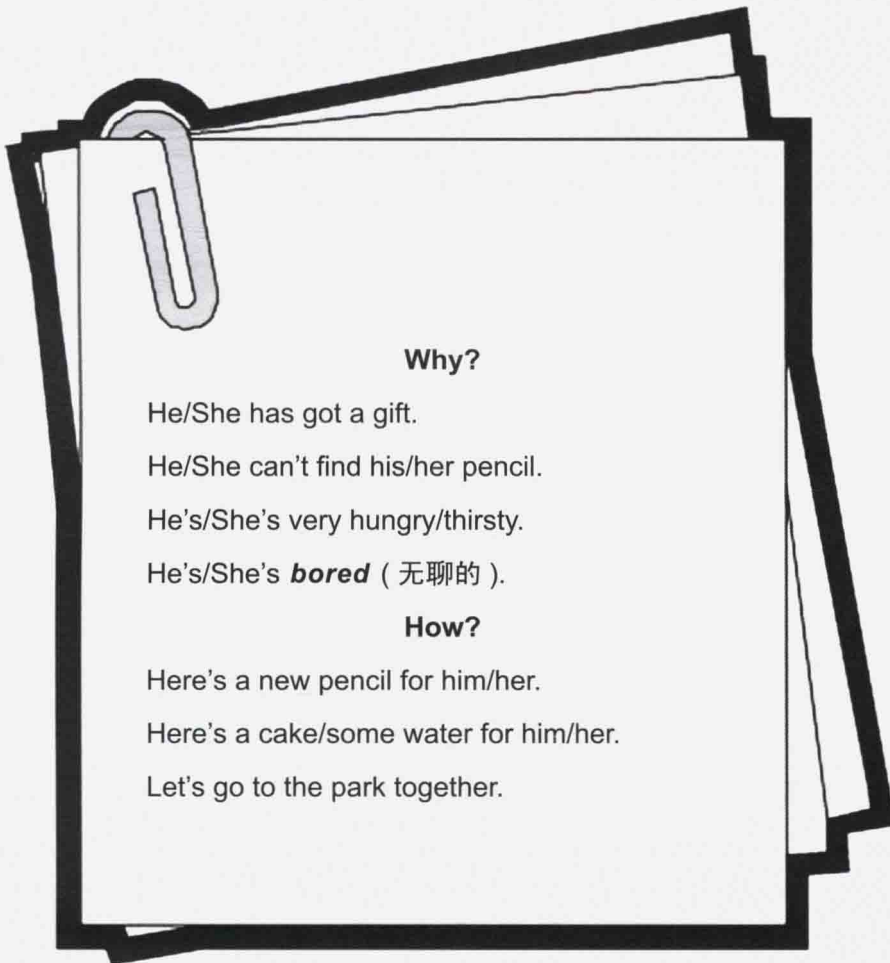 Why?
He/She has got a gift.
He/She can't find his/her pencil.
He's/She's very hungry/thirsty.
He's/She's bored ( 无聊的 ).
How?
Here's a new pencil for him/her.
Here's a cake/some water for him/her.
Let's go to the park together.